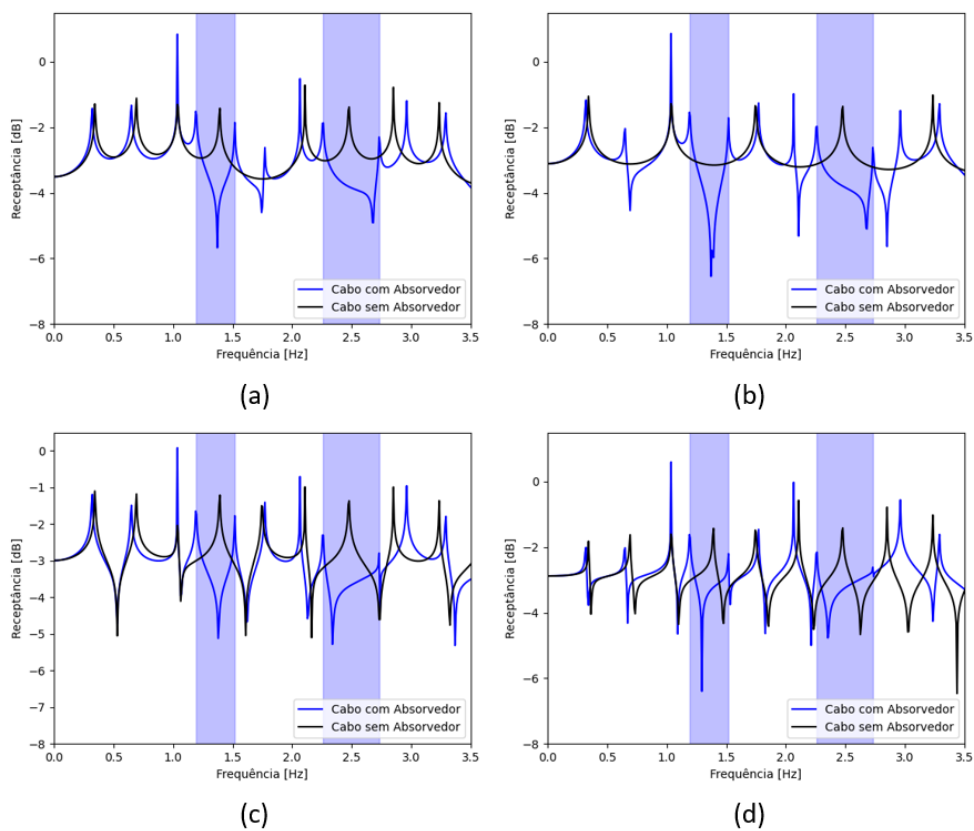 0
−2
−4
−6
−8
Receptância [dB]
0.0 0.5 1.0 1.5 2.0 2.5 3.0 3.5
Frequência [Hz]
Cabo com Absorvedor
Cabo sem Absorvedor
(a)
0
−2
−4
−6
−8
Receptância [dB]
0.0 0.5 1.0 1.5 2.0 2.5 3.0 3.5
Frequência [Hz]
Cabo com Absorvedor
Cabo sem Absorvedor
(b)
0
−1
−2
−3
−4
−5
−6
−7
−8
Receptância [dB]
0.0 0.5 1.0 1.5 2.0 2.5 3.0 3.5
Frequência [Hz]
Cabo com Absorvedor
Cabo sem Absorvedor
(c)
0
−2
−4
−6
−8
Receptância [dB]
0.0 0.5 1.0 1.5 2.0 2.5 3.0 3.5
Frequência [Hz]
Cabo com Absorvedor
Cabo sem Absorvedor
(d)